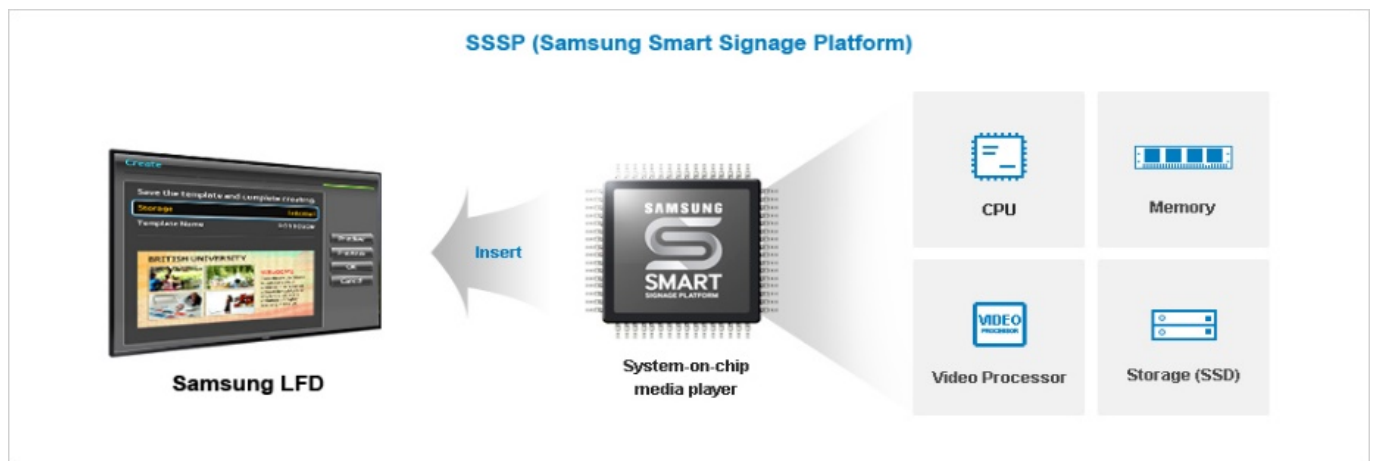 SSSP (Samsung Smart Signage Platform)
Create
Save the template and complete creating.
Storage
Internal
Template Name
BRITISH UNIVERSITY
Samsung LFD
Insert
SAMSUNG
SMART
SIGNAGE PLATFORM
System-on-chip
media player
CPU
Memory
VIDEO
PROCESSOR
Video Processor
Storage (SSD)